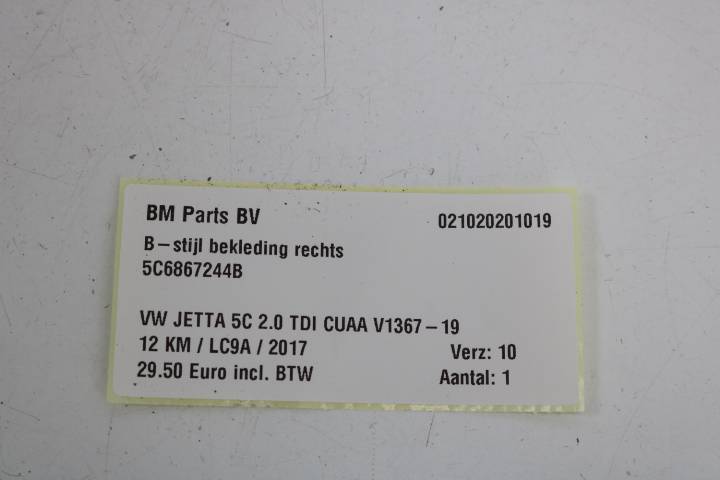 BM Parts BV 021020201019
B-stijl bekleding rechts
5C6867244B
VW JETTA 5C 2.0 TDI CUAA V1367-19
12 KM / LC9A / 2017 Verz: 10
29.50 Euro incl. BTW Aantal: 1